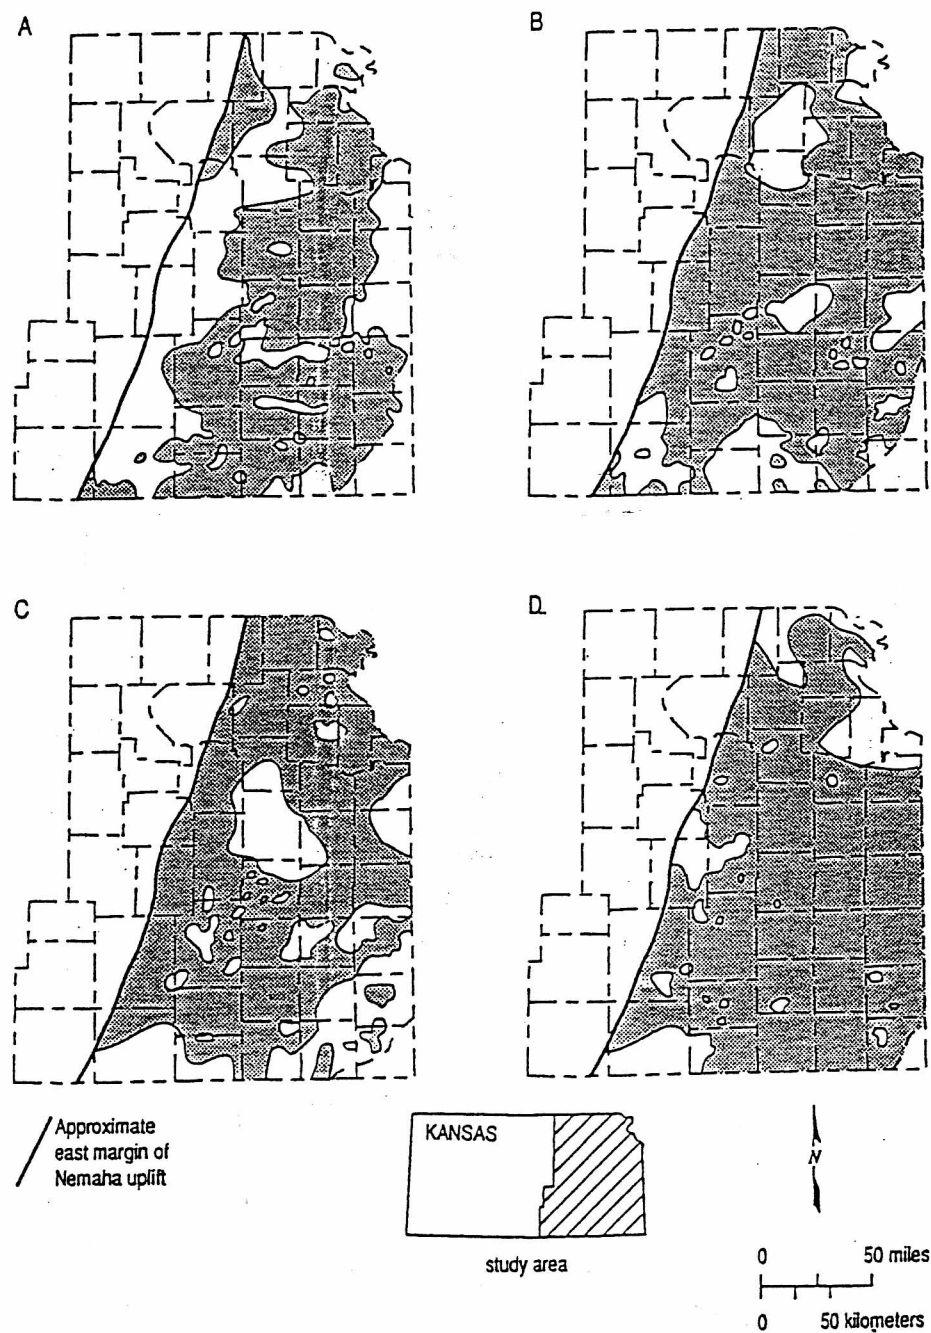 A
B
C
D
Approximate
east margin of
Nemaha uplift
KANSAS
study area
N
0 50 miles
0 50 kilometers